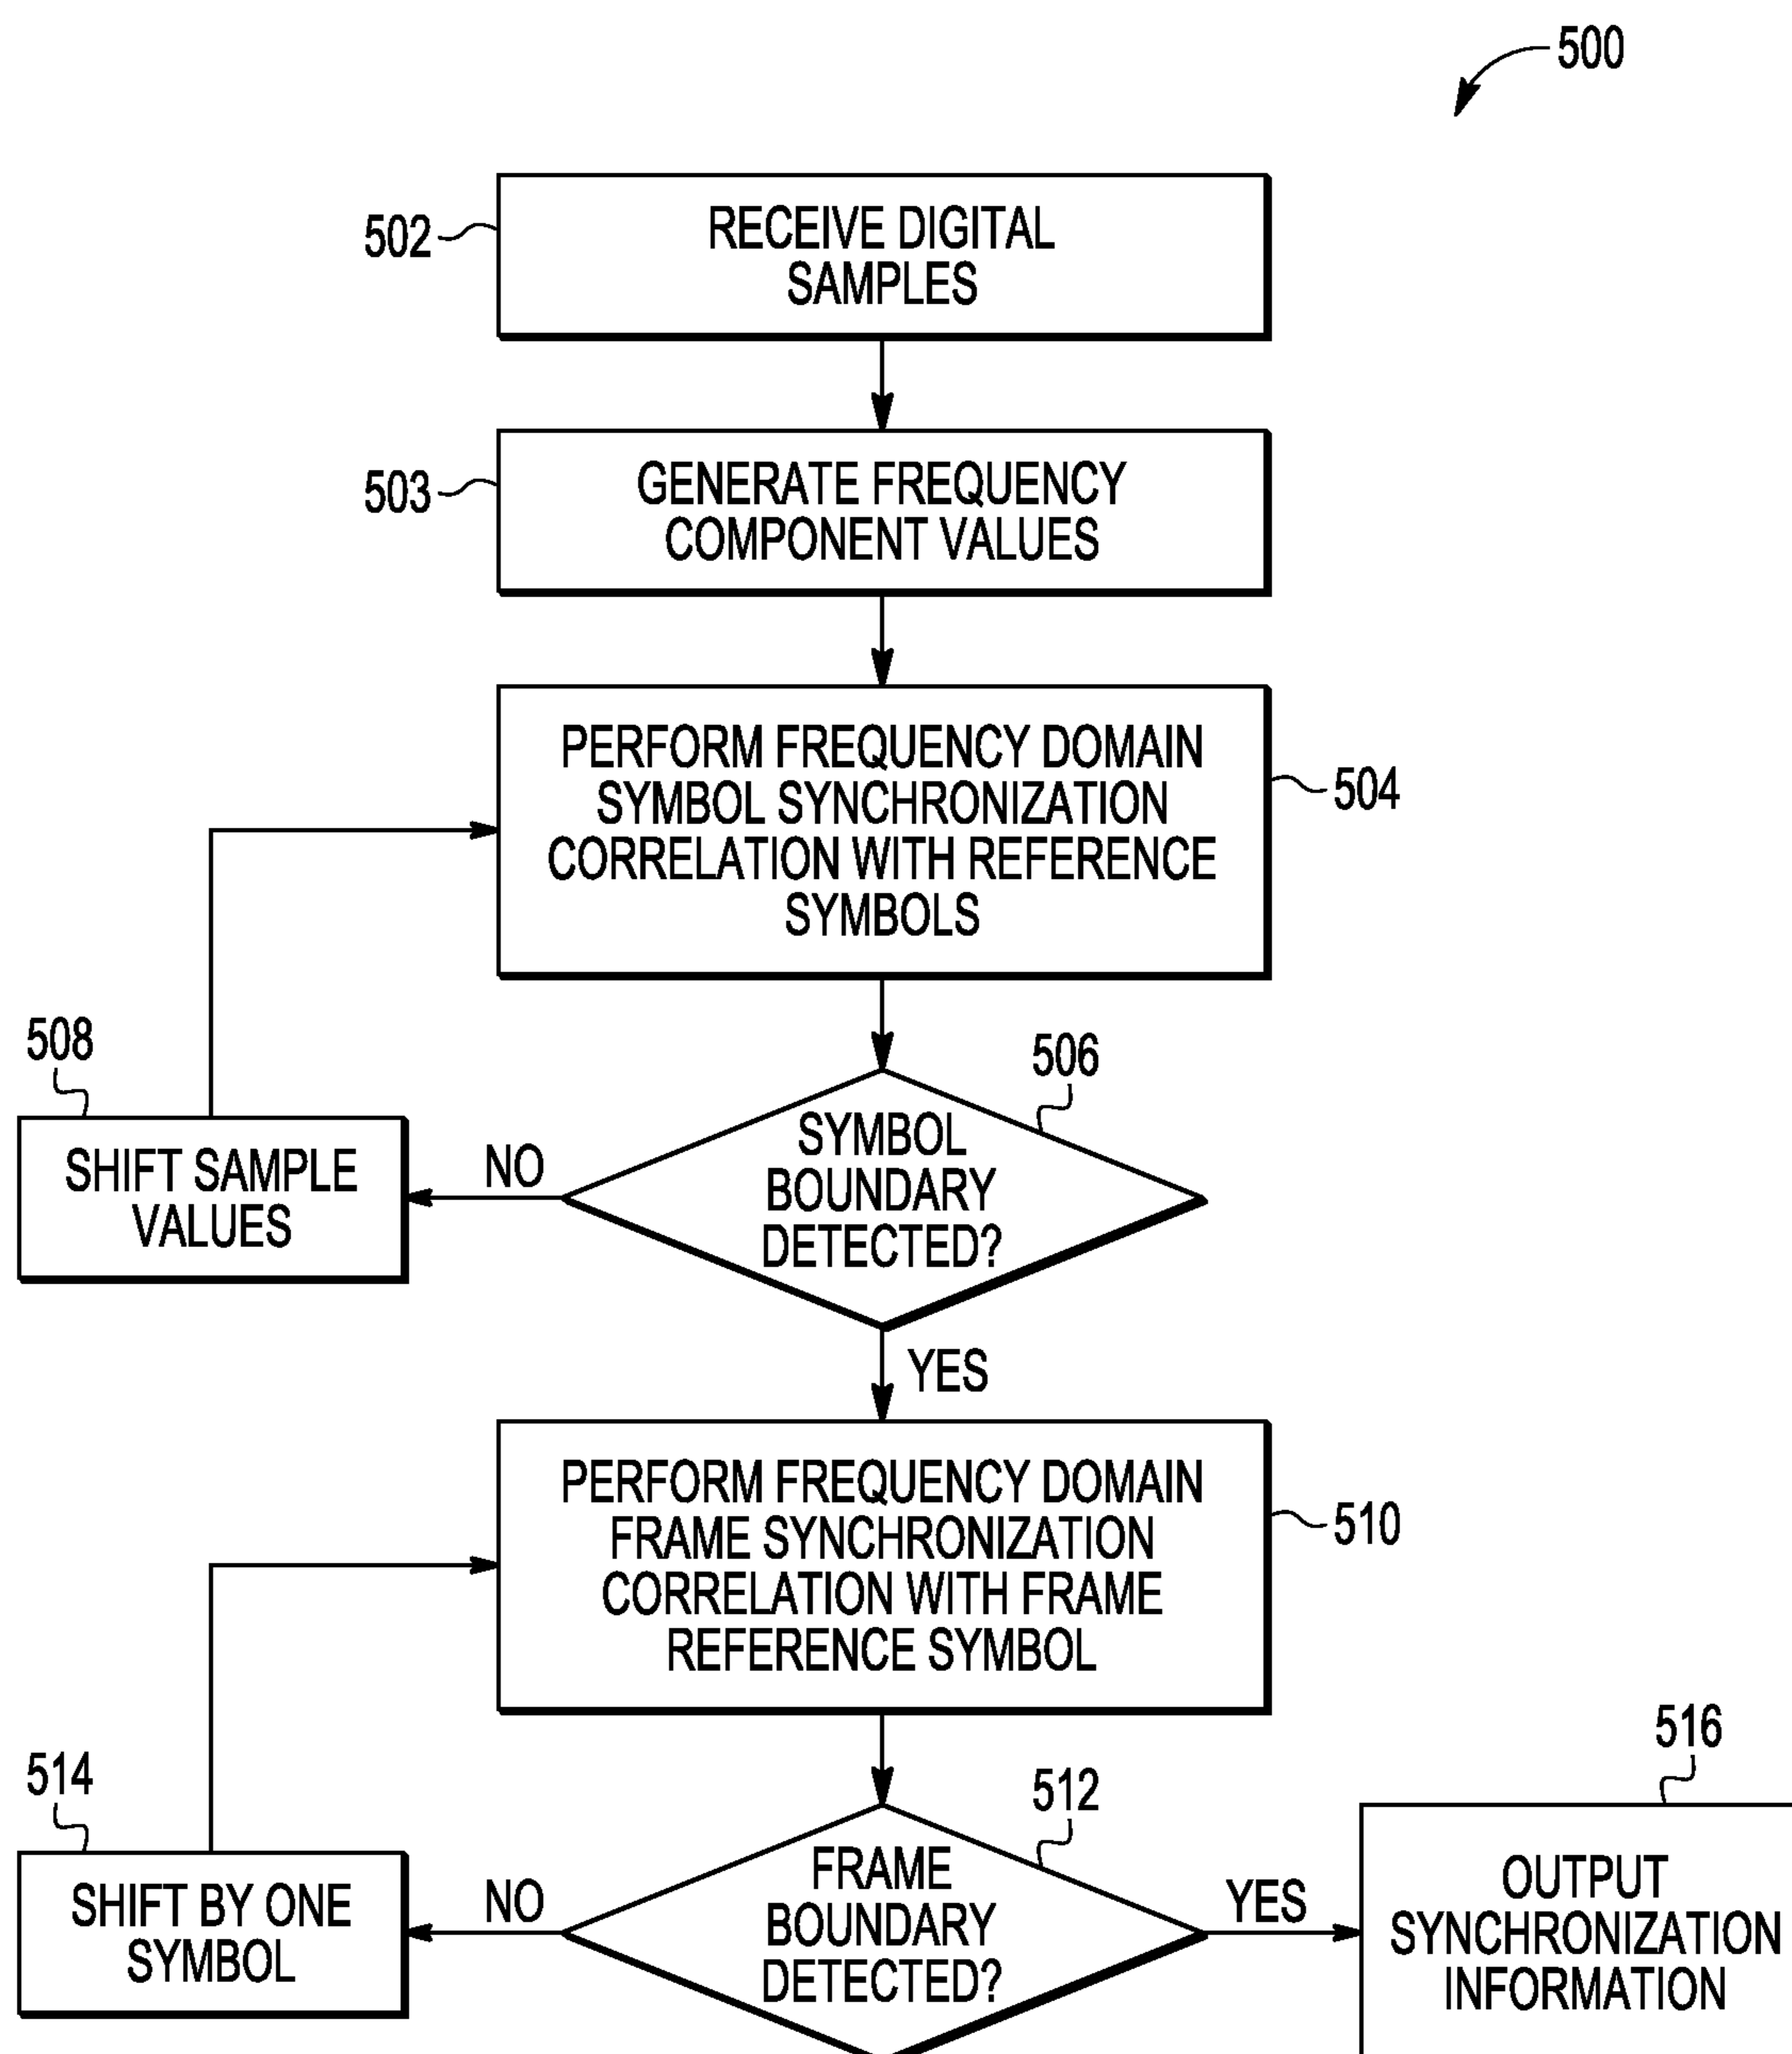 500
502
RECEIVE DIGITAL
SAMPLES
503
GENERATE FREQUENCY
COMPONENT VALUES
PERFORM FREQUENCY DOMAIN
SYMBOL SYNCHRONIZATION
CORRELATION WITH REFERENCE
SYMBOLS
504
508
SHIFT SAMPLE
VALUES
NO
506
SYMBOL
BOUNDARY
DETECTED?
YES
PERFORM FREQUENCY DOMAIN
FRAME SYNCHRONIZATION
CORRELATION WITH FRAME
REFERENCE SYMBOL
510
514
SHIFT BY ONE
SYMBOL
NO
512
FRAME
BOUNDARY
DETECTED?
YES
516
OUTPUT
SYNCHRONIZATION
INFORMATION